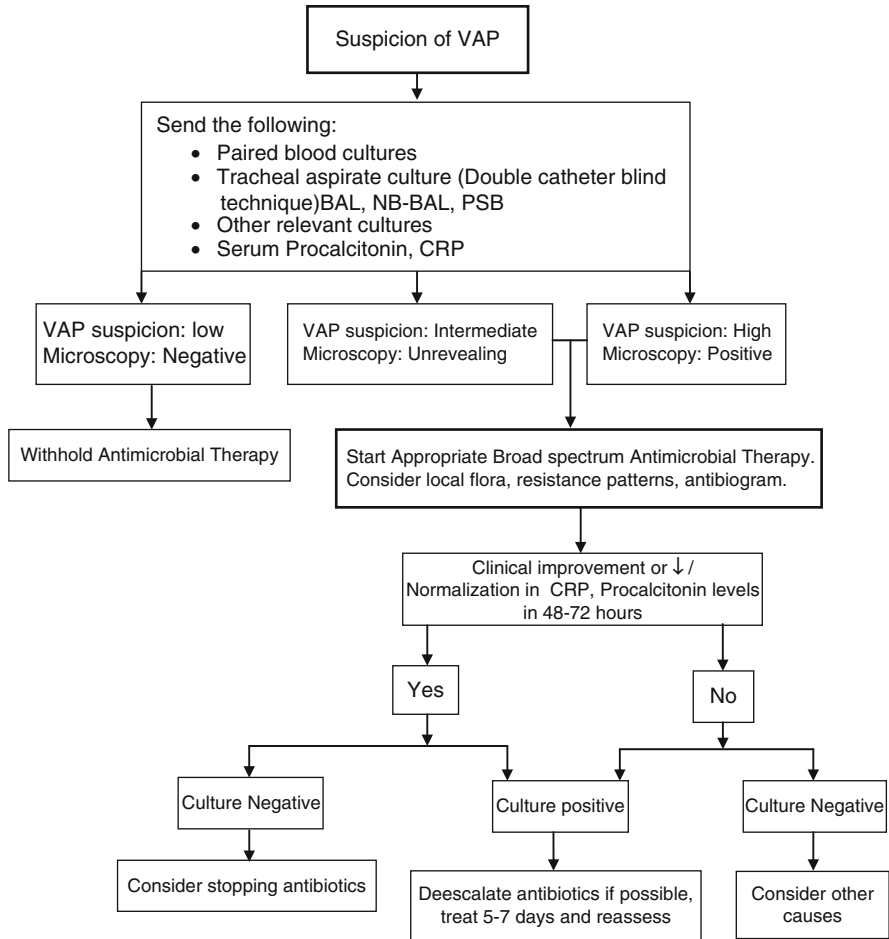 Suspicion of VAP
Send the following:
• Paired blood cultures
• Tracheal aspirate culture (Double catheter blind
technique)BAL, NB-BAL, PSB
• Other relevant cultures
• Serum Procalcitonin, CRP
VAP suspicion: low
Microscopy: Negative
VAP suspicion: Intermediate
Microscopy: Unrevealing
VAP suspicion: High
Microscopy: Positive
Withhold Antimicrobial Therapy
Start Appropriate Broad spectrum Antimicrobial Therapy.
Consider local flora, resistance patterns, antibiogram.
Clinical improvement or ↓/
Normalization in CRP, Procalcitonin levels
in 48-72 hours
Yes
No
Culture Negative
Culture positive
Culture Negative
Consider stopping antibiotics
Deescalate antibiotics if possible,
treat 5-7 days and reassess
Consider other
causes